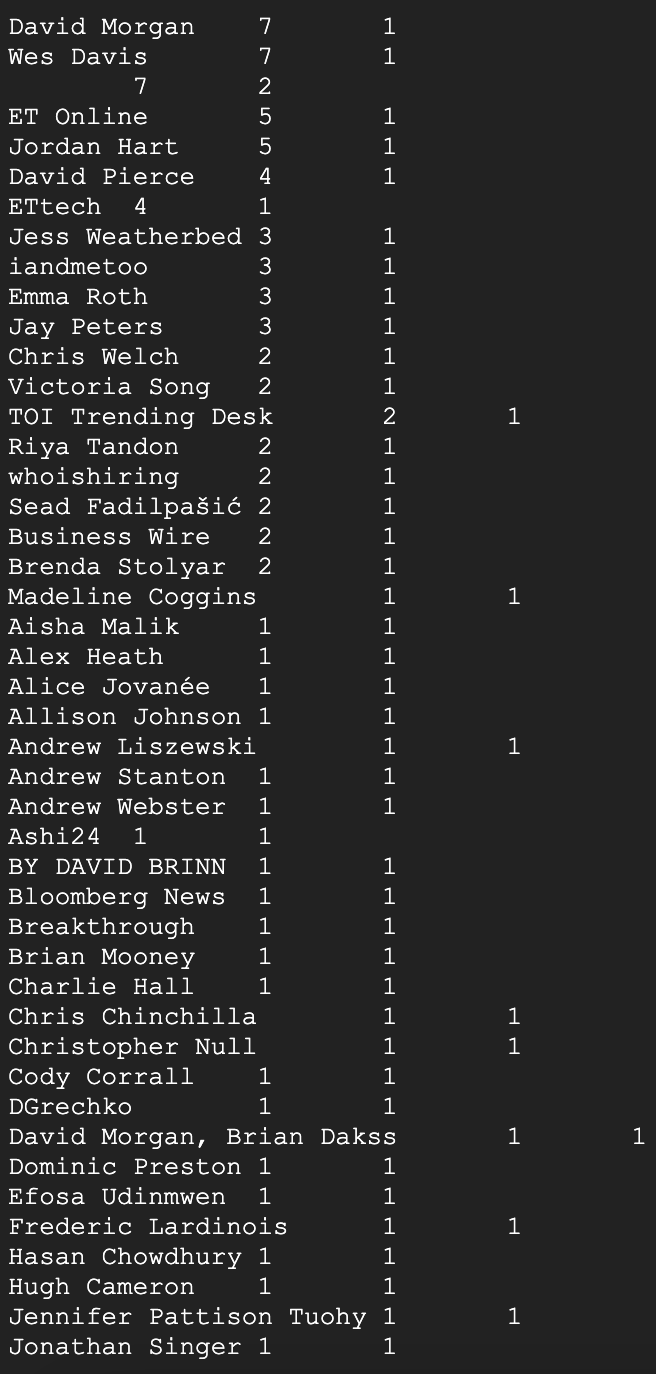 David Morgan 7 1
Wes Davis 7 1
7 2
ET Online 5 1
Jordan Hart 5 1
David Pierce 4 1
ETtech 4 1
Jess Weatherbed 3 1
iandmetoo 3 1
Emma Roth 3 1
Jay Peters 3 1
Chris Welch 2 1
Victoria Song 2 1
TOI Trending Desk 2 1
Riya Tandon 2 1
whoishiring 2 1
Sead Fadilpašić 2 1
Business Wire 2 1
Brenda Stolyar 2 1
Madeline Coggins 1 1
Aisha Malik 1 1
Alex Heath 1 1
Alice Jovanée 1 1
Allison Johnson 1 1
Andrew Liszewski 1 1
Andrew Stanton 1 1
Andrew Webster 1 1
Ashi24 1 1
BY DAVID BRINN 1 1
Bloomberg News 1 1
Breakthrough 1 1
Brian Mooney 1 1
Charlie Hall 1 1
Chris Chinchilla 1 1
Christopher Null 1 1
Cody Corrall 1 1
DGrechko 1 1
David Morgan, Brian Dakss 1 1
Dominic Preston 1 1
Efosa Udinmwen 1 1
Frederic Lardinois 1 1
Hasan Chowdhury 1 1
Hugh Cameron 1 1
Jennifer Pattison Tuohy 1 1
Jonathan Singer 1 1